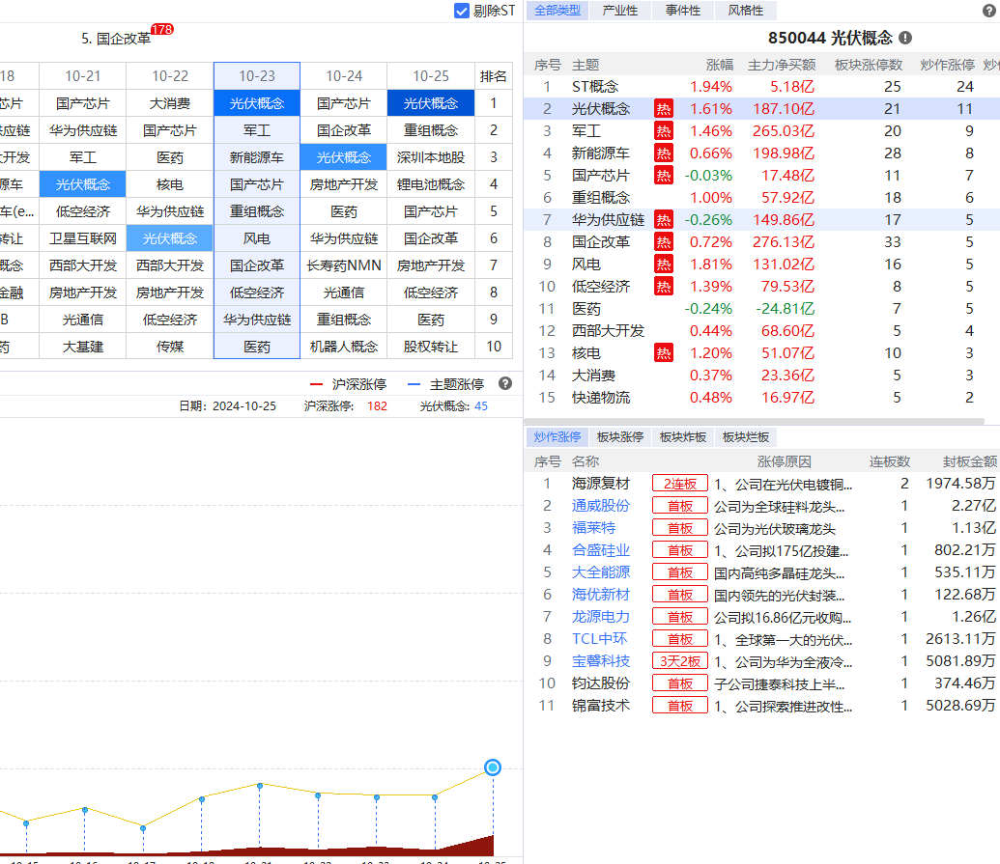 剔除ST
5. 国企改革178
18 10-21 10-22 10-23 10-24 10-25 排名
芯片 国产芯片 大消费 光伏概念 国产芯片 光伏概念 1
应链 华为供应链 国产芯片 军工 国企改革 重组概念 2
开发 军工 医药 新能源车 光伏概念 深圳本地股 3
源车 光伏概念 核电 国产芯片 房地产开发 锂电池概念 4
车(e... 低空经济 华为供应链 重组概念 医药 国产芯片 5
转让 卫星互联网 光伏概念 风电 华为供应链 国企改革 6
概念 西部大开发 西部大开发 国企改革 长寿药NMN 房地产开发 7
金融 房地产开发 房地产开发 低空经济 光通信 低空经济 8
B 光通信 低空经济 华为供应链 重组概念 医药 9
药 大基建 传媒 医药 机器人概念 股权转让 10
沪深涨停 主题涨停
日期: 2024-10-25 沪深涨停: 182 光伏概念: 45
全部类型 产业性 事件性 风格性
850044 光伏概念
序号 主题 涨幅 主力净买额 板块涨停数 炒作涨停
1 ST概念 1.94% 5.18亿 25 24
2 光伏概念 热 1.61% 187.10亿 21 11
3 军工 热 1.46% 265.03亿 20 9
4 新能源车 热 0.66% 198.98亿 28 8
5 国产芯片 热 -0.03% 17.48亿 11 7
6 重组概念 1.00% 57.92亿 18 6
7 华为供应链 热 -0.26% 149.86亿 17 5
8 国企改革 热 0.72% 276.13亿 33 5
9 风电 热 1.81% 131.02亿 16 5
10 低空经济 热 1.39% 79.53亿 8 5
11 医药 -0.24% -24.81亿 7 5
12 西部大开发 0.44% 68.60亿 5 4
13 核电 热 1.20% 51.07亿 10 3
14 大消费 0.37% 23.36亿 5 3
15 快递物流 0.48% 16.97亿 5 2
炒作涨停 板块涨停 板块炸板 板块烂板
序号 名称 涨停原因 连板数 封板金额
1 海源复材 2连板 1、公司在光伏电镀铜... 2 1974.58万
2 通威股份 首板 公司为全球硅料龙头... 1 2.27亿
3 福莱特 首板 公司为光伏玻璃龙头 1 1.13亿
4 合盛硅业 首板 1、公司拟175亿投建... 1 802.21万
5 大全能源 首板 国内高纯多晶硅龙头... 1 535.11万
6 海优新材 首板 国内领先的光伏封装... 1 122.68万
7 龙源电力 首板 公司拟16.86亿元收购... 1 1.26亿
8 TCL中环 首板 1、全球第一大的光伏... 1 2613.11万
9 宝馨科技 3天2板 1、公司为华为全液冷... 1 5081.89万
10 钧达股份 首板 子公司捷泰科技上半... 1 374.46万
11 锦富技术 首板 1、公司探索推进改性... 1 5028.69万